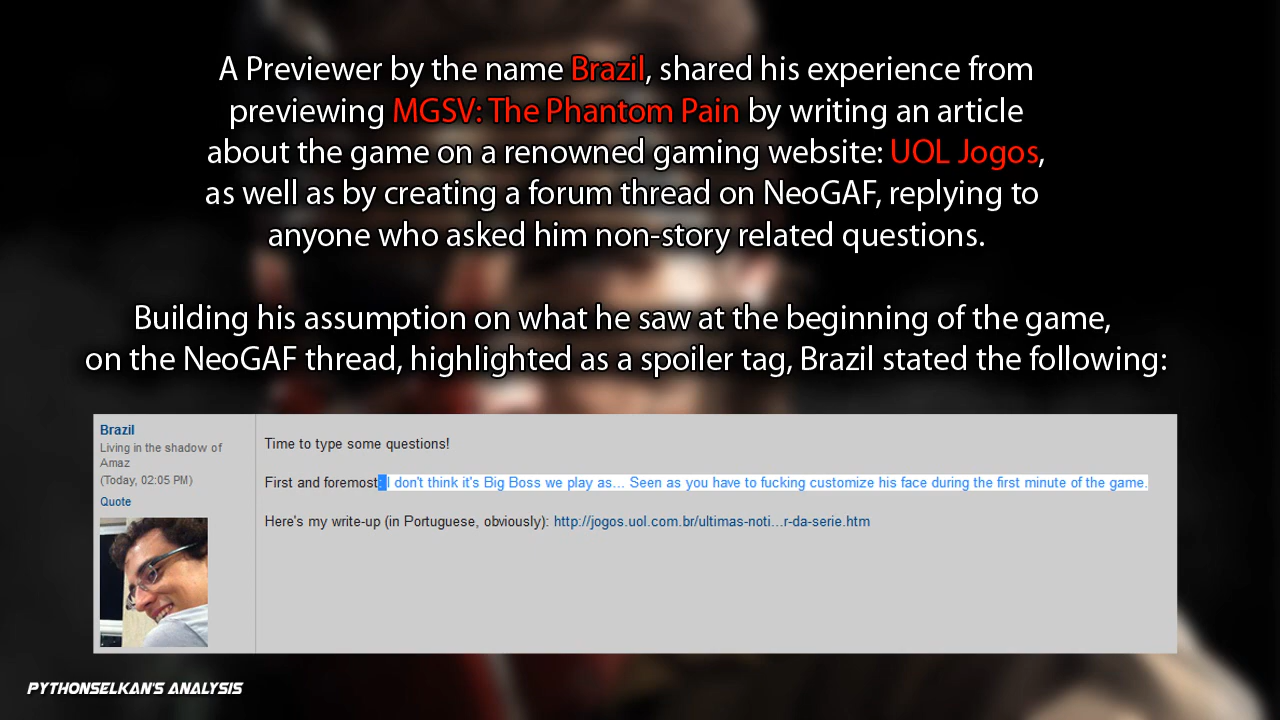 A Previewer by the name Brazil, shared his experience from
previewing MGSV: The Phantom Pain by writing an article
about the game on a renowned gaming website: UOL Jogos,
as well as by creating a forum thread on NeoGAF, replying to
anyone who asked him non-story related questions.
Building his assumption on what he saw at the beginning of the game,
on the NeoGAF thread, highlighted as a spoiler tag, Brazil stated the following:
Brazil
Living in the shadow of
Amaz
(Today, 02:05 PM)
Quote
Time to type some questions!
First and foremost: I don't think it's Big Boss we play as... Seen as you have to fucking customize his face during the first minute of the game.
Here's my write-up (in Portuguese, obviously): http://jogos.uol.com.br/ultimas-noti...r-da-serie.htm
PYTHONSELKAN'S ANALYSIS